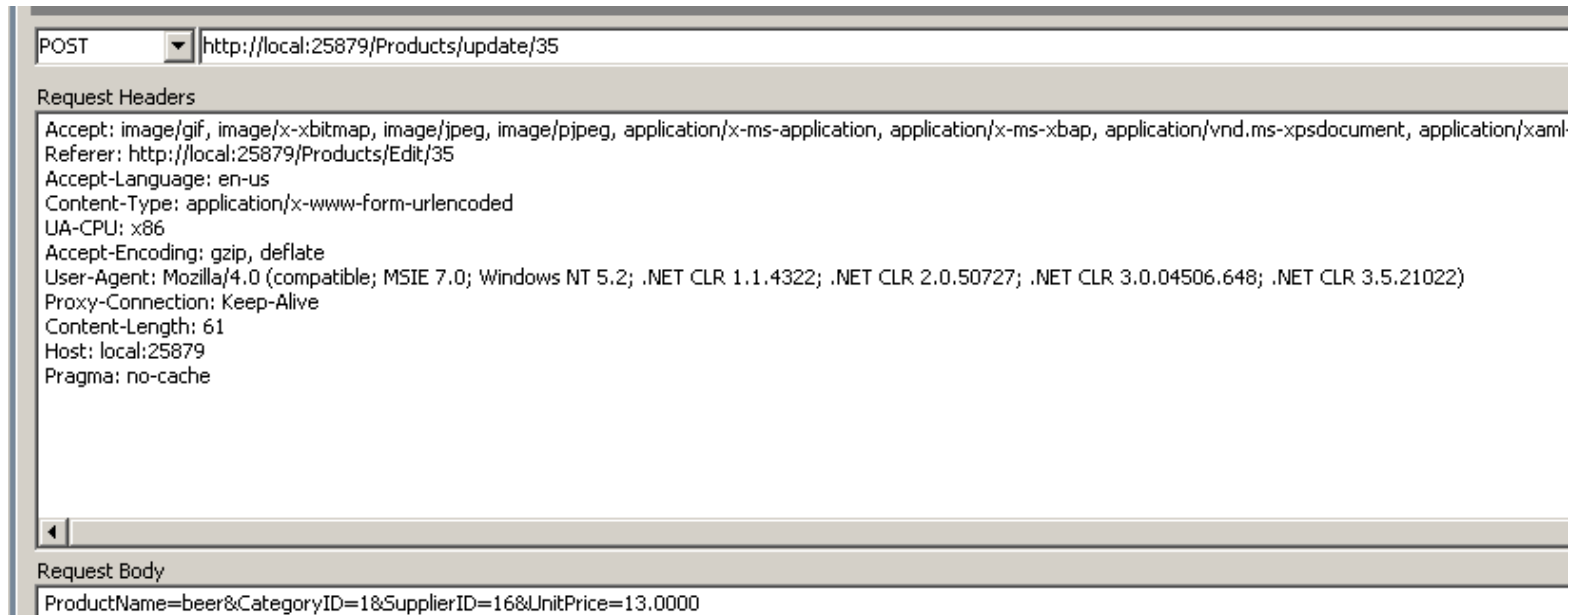 POST http://local:25879/Products/update/35
Request Headers
Accept: image/gif, image/x-xbitmap, image/jpeg, image/pjpeg, application/x-ms-application, application/x-ms-xbap, application/vnd.ms-xpsdocument, application/xaml-
Referer: http://local:25879/Products/Edit/35
Accept-Language: en-us
Content-Type: application/x-www-form-urlencoded
UA-CPU: x86
Accept-Encoding: gzip, deflate
User-Agent: Mozilla/4.0 (compatible; MSIE 7.0; Windows NT 5.2; .NET CLR 1.1.4322; .NET CLR 2.0.50727; .NET CLR 3.0.04506.648; .NET CLR 3.5.21022)
Proxy-Connection: Keep-Alive
Content-Length: 61
Host: local:25879
Pragma: no-cache
Request Body
ProductName=beer&CategoryID=1&SupplierID=16&UnitPrice=13.0000